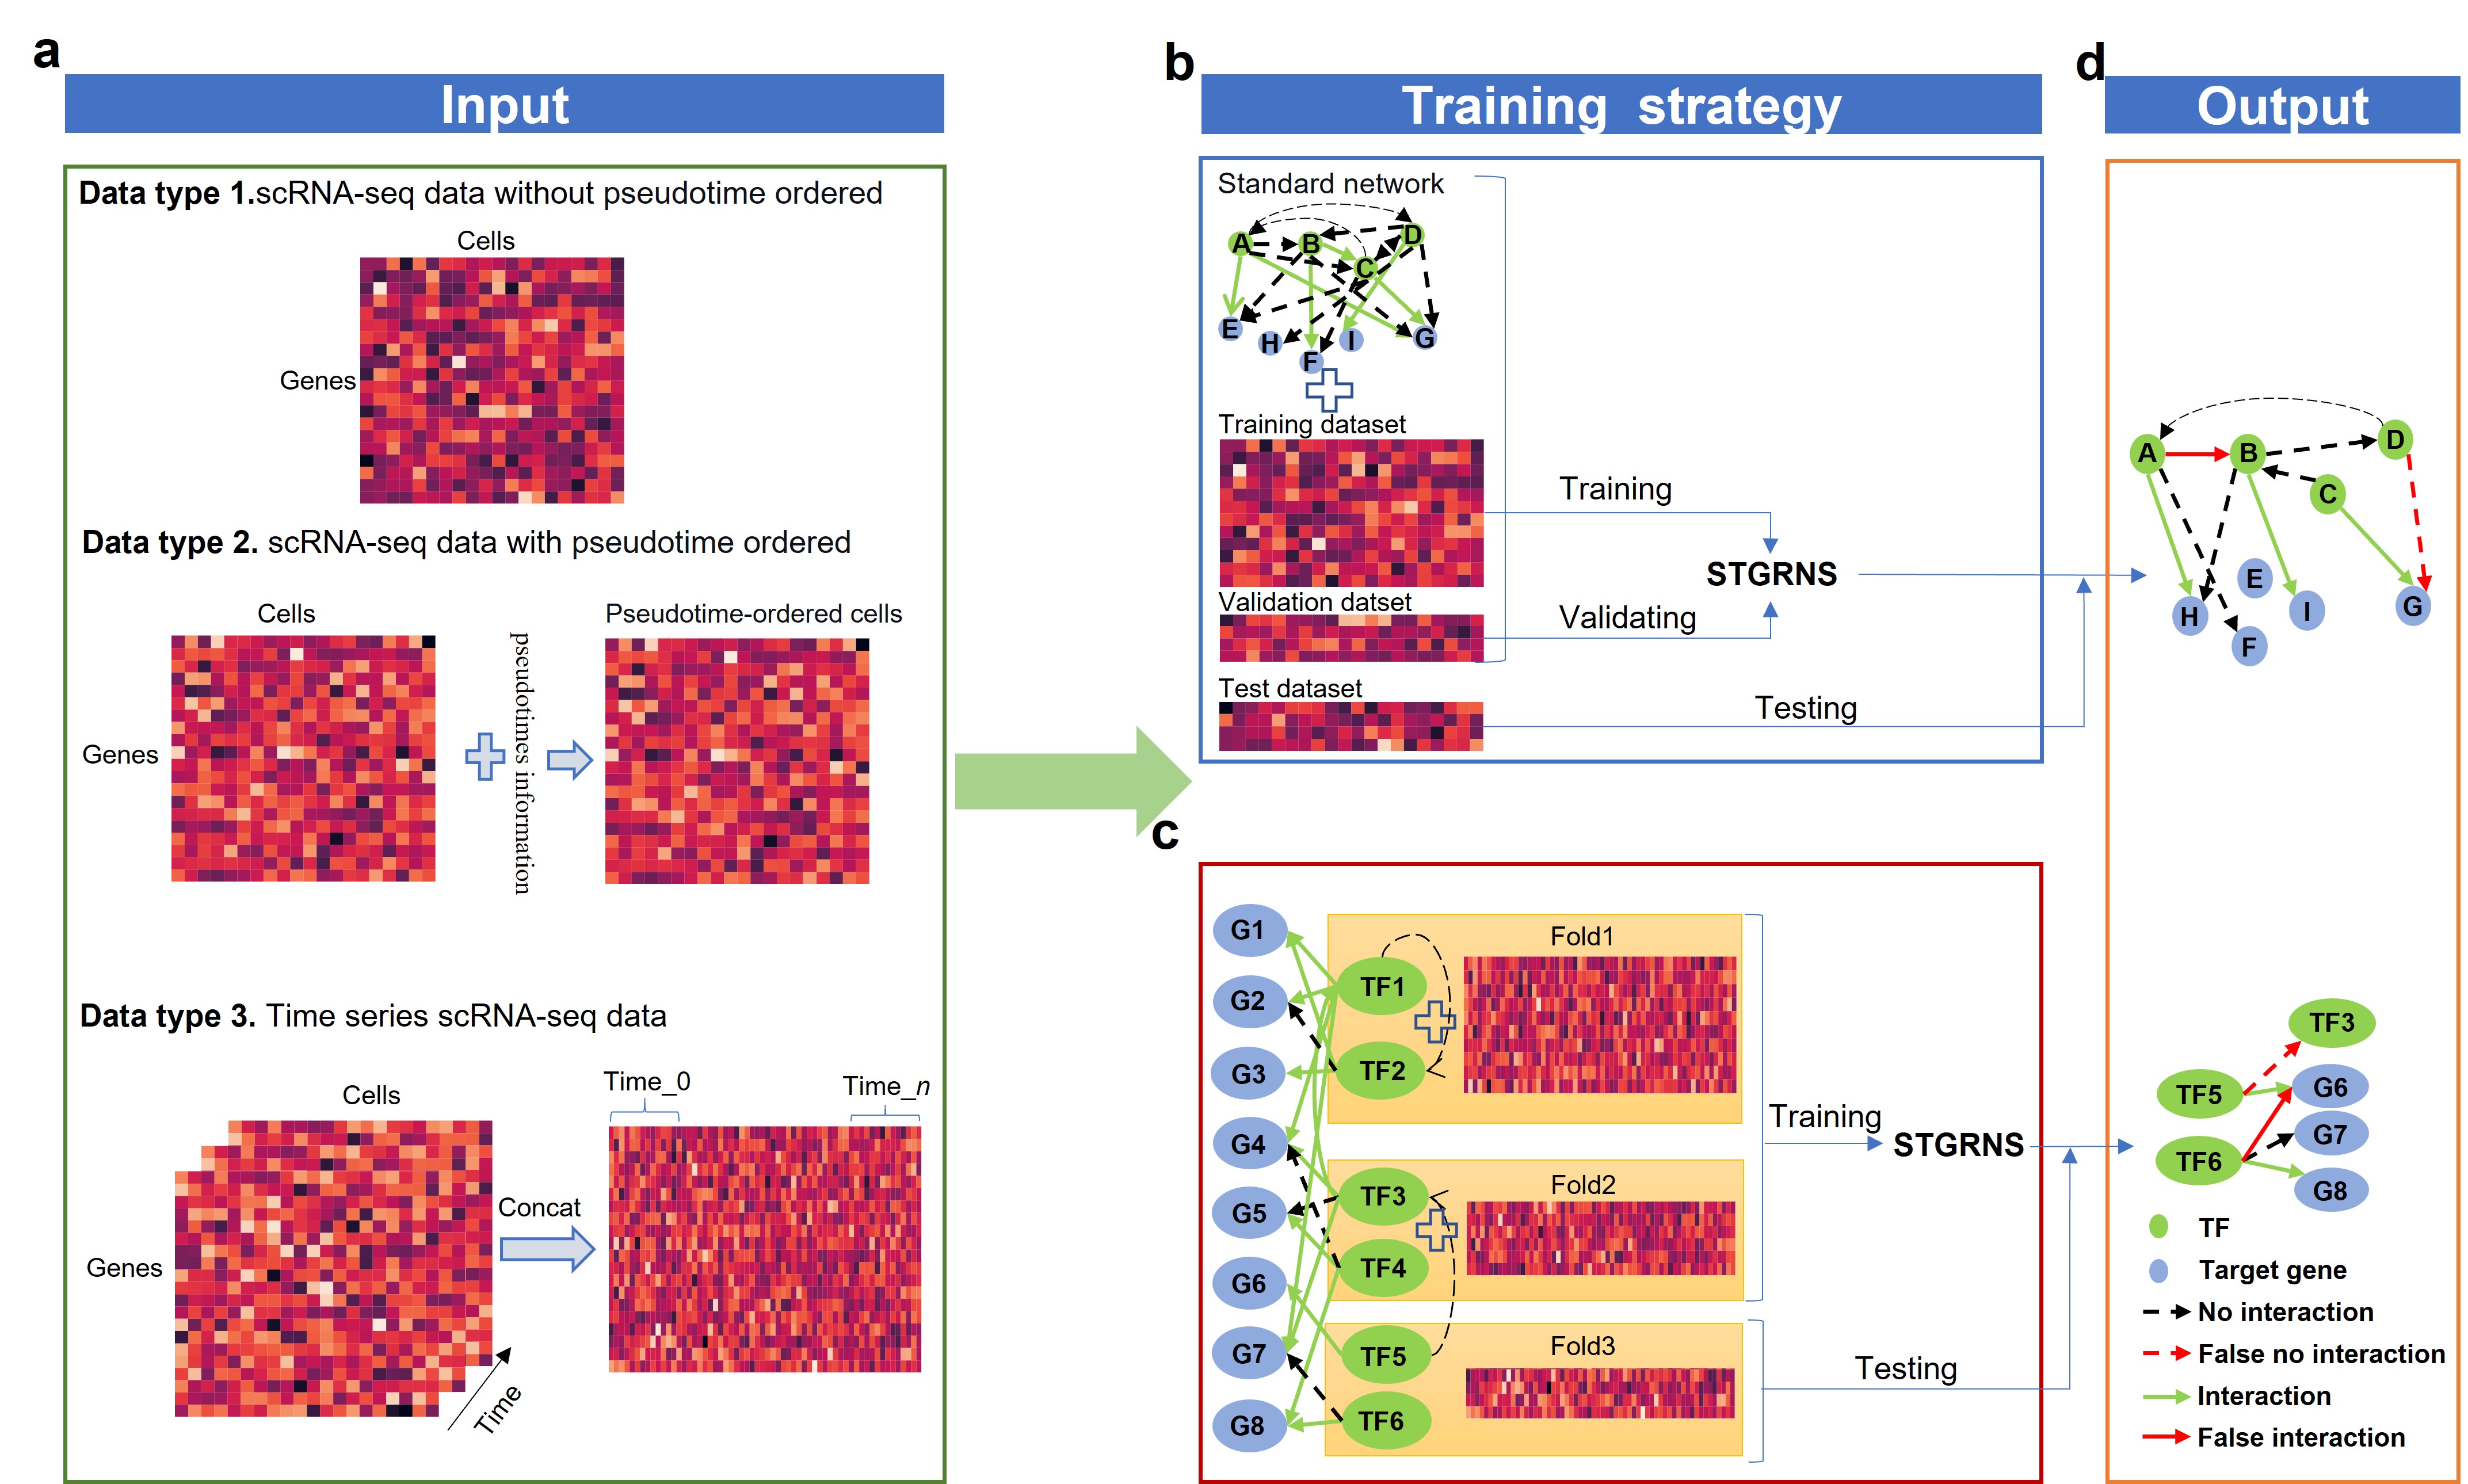 a
Input
Data type 1.scRNA-seq data without pseudotime ordered
Cells
Genes
Data type 2. scRNA-seq data with pseudotime ordered
Cells
Pseudotime-ordered cells
Genes
pseudotimes information
Data type 3. Time series scRNA-seq data
Cells
Time_0
Time_n
Concat
Genes
Time
b
Training strategy
Standard network
A
B
D
C
E
H
F
I
G
Training dataset
Training
STGRNS
Validation datset
Validating
Test dataset
Testing
c
G1
G2
G3
G4
G5
G6
G7
G8
Fold1
TF1
TF2
Fold2
TF3
TF4
Fold3
TF5
TF6
Training
STGRNS
Testing
d
Output
A
B
D
C
E
H
I
G
F
TF3
TF5
G6
G7
TF6
G8
TF
Target gene
No interaction
False no interaction
Interaction
False interaction